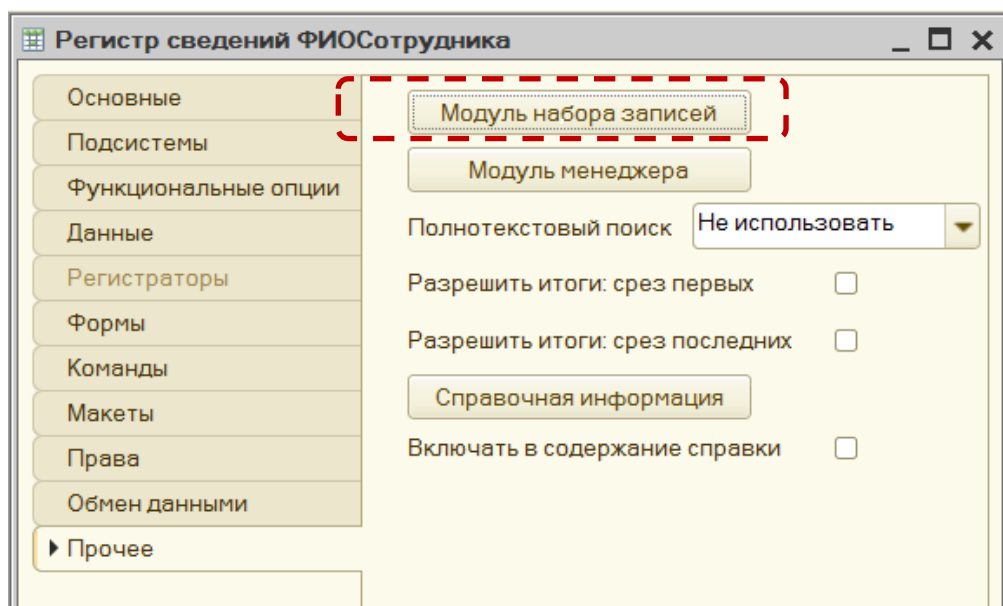 Регистр сведений ФИОСотрудника
Основные
Подсистемы
Функциональные опции
Данные
Регистраторы
Формы
Команды
Макеты
Права
Обмен данными
Прочее
Модуль набора записей
Модуль менеджера
Полнотекстовый поиск Не использовать
Разрешить итоги: срез первых
Разрешить итоги: срез последних
Справочная информация
Включать в содержание справки